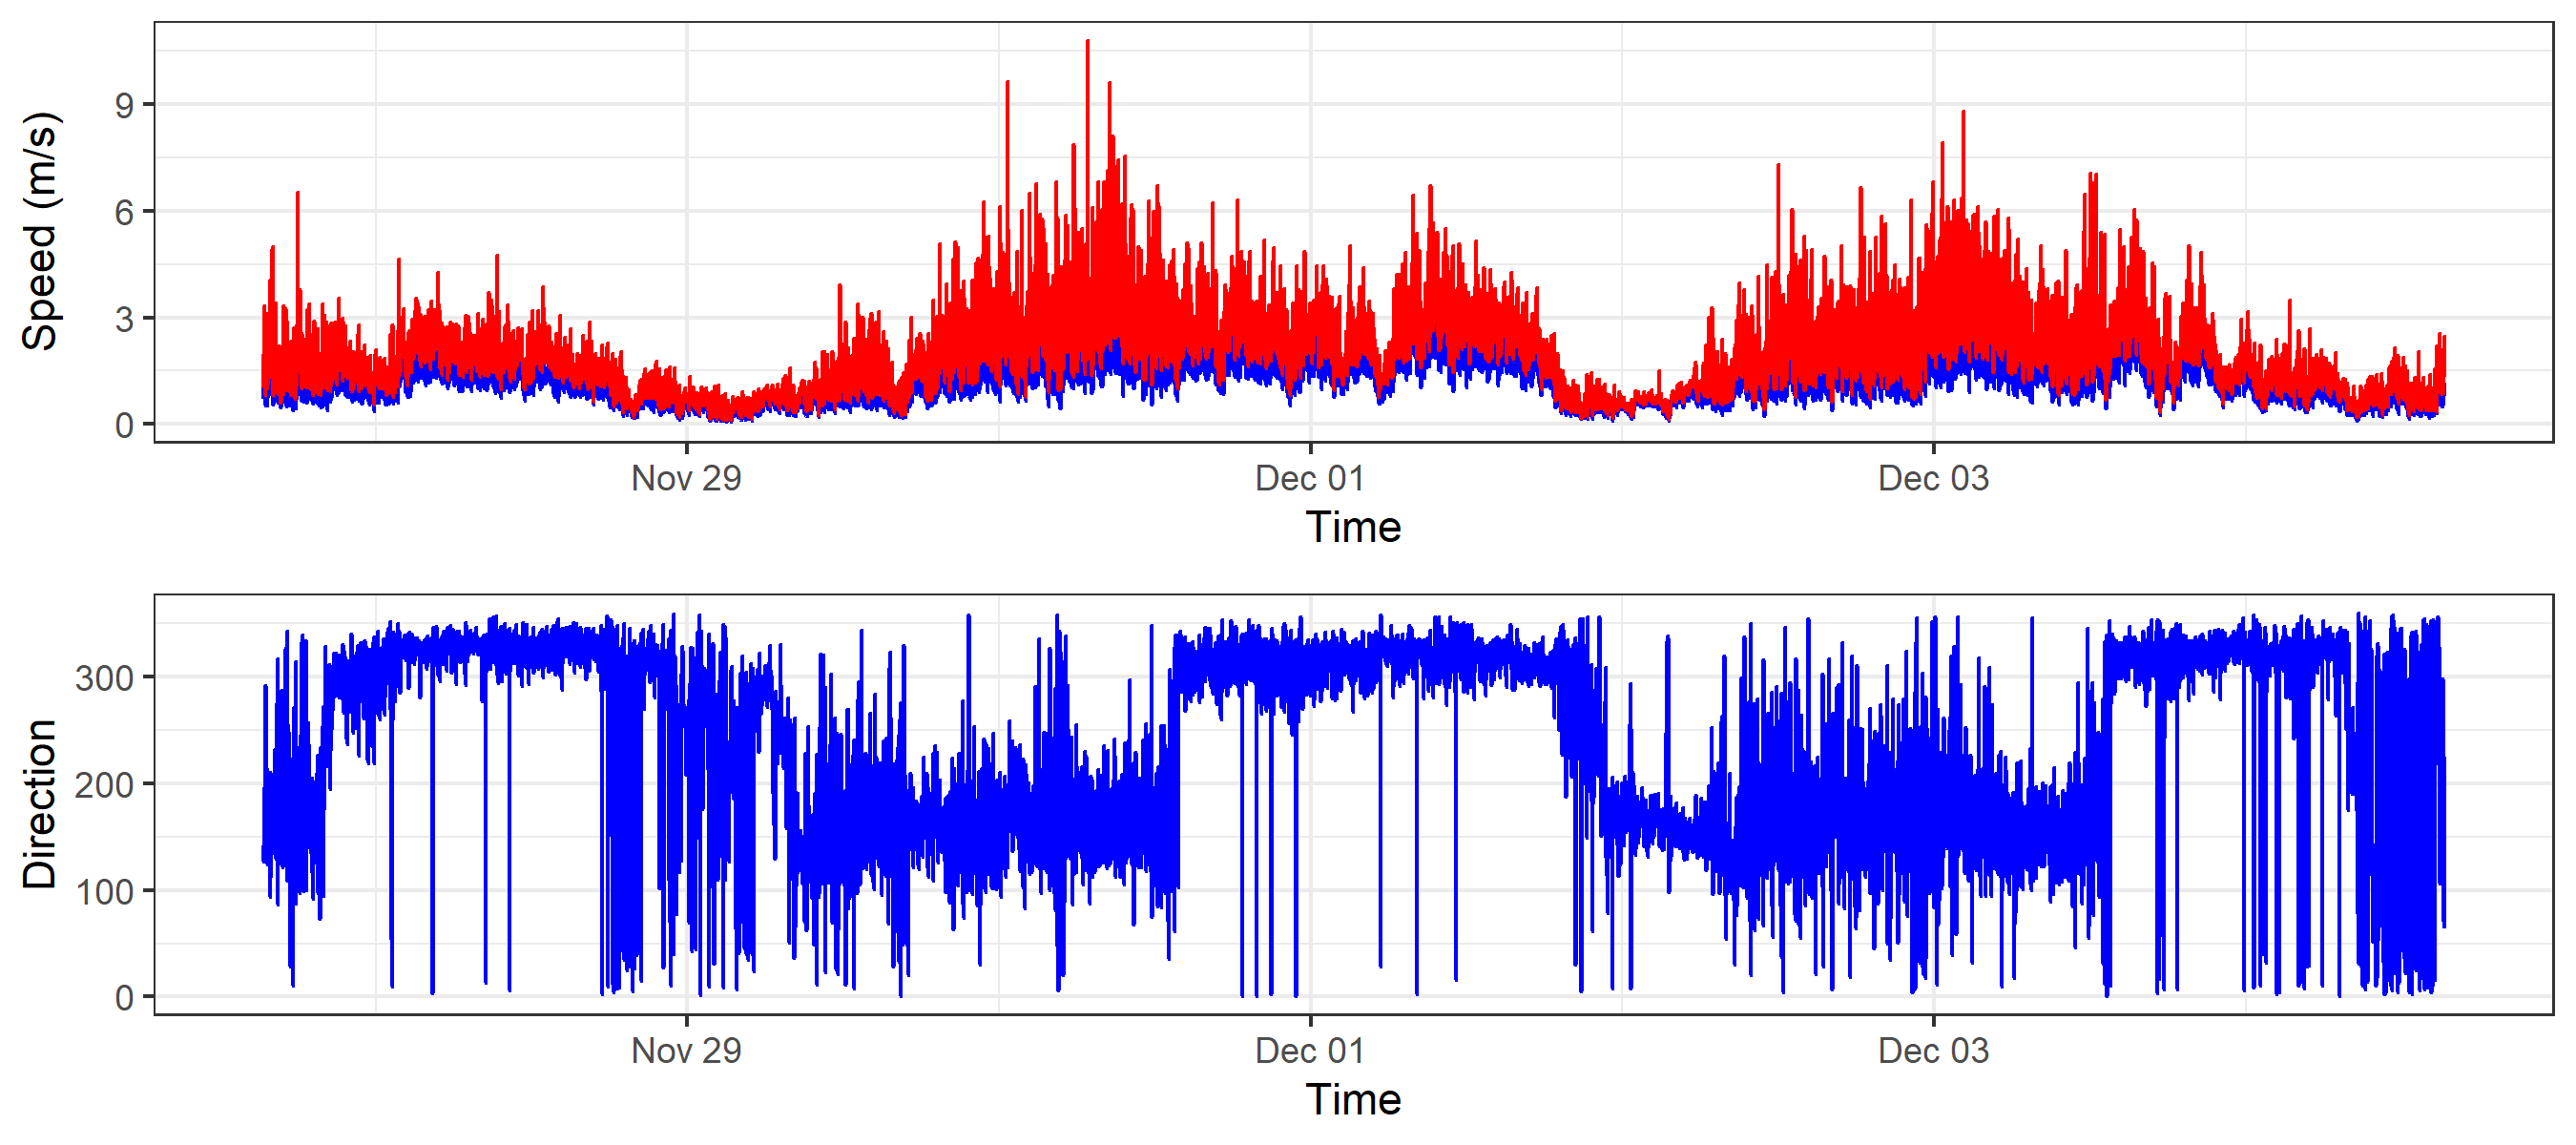 Speed (m/s)
9
6
3
0
Nov 29
Dec 01
Dec 03
Time
Direction
300
200
100
0
Nov 29
Dec 01
Dec 03
Time